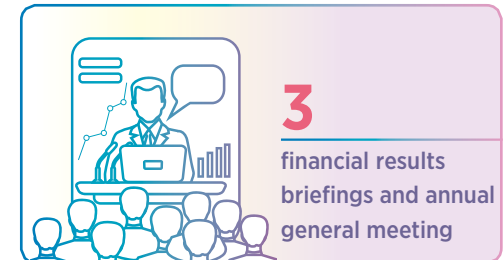 3
financial results
briefings and annual
general meeting